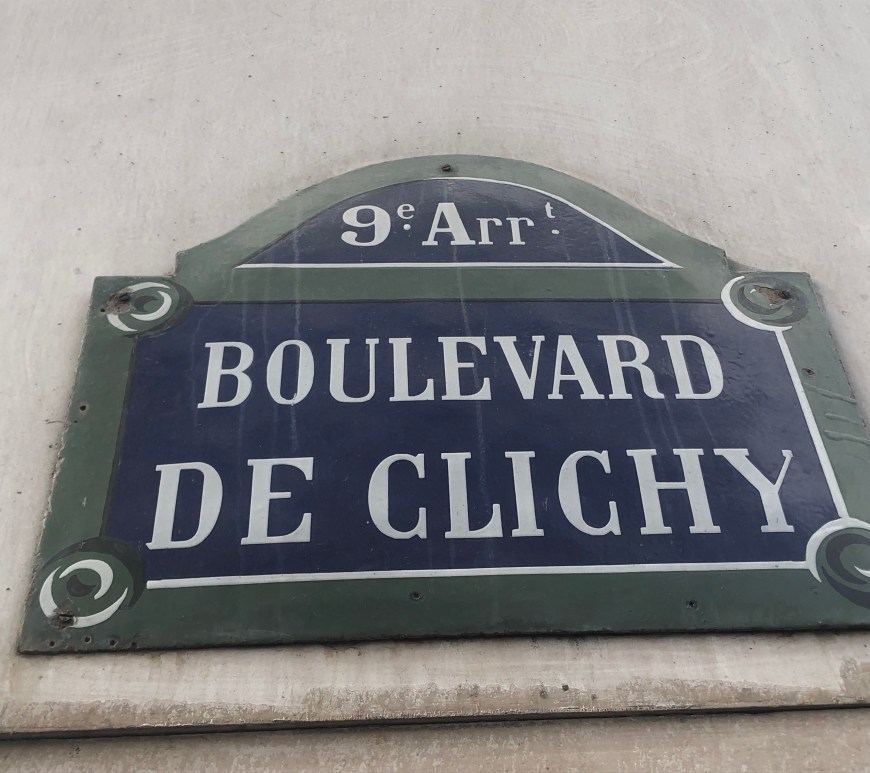 9e. Arrt.
BOULEVARD
DE CLICHY